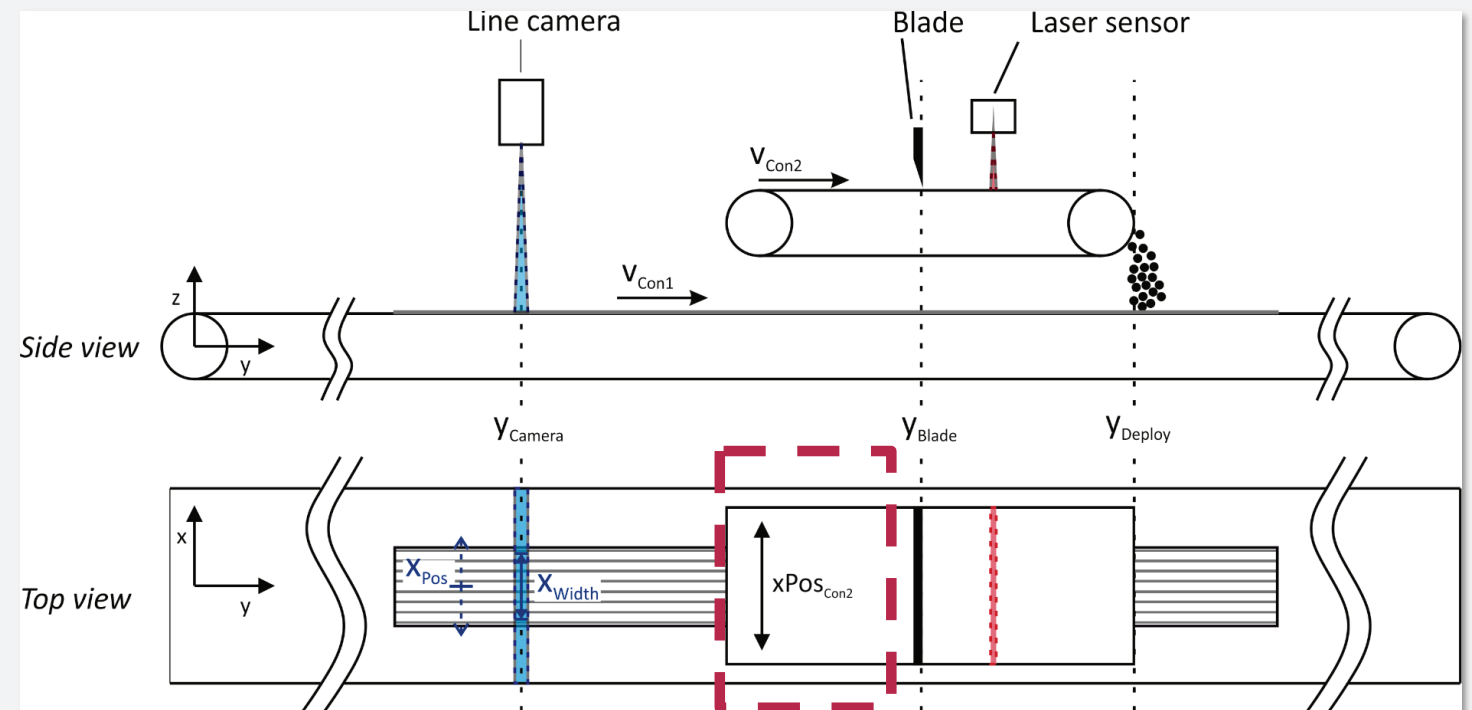 Line camera
Blade
Laser sensor
vCon2
vCon1
z
y
Side view
yCamera
yBlade
yDeploy
x
y
xPos
xWidth
xPosCon2
Top view